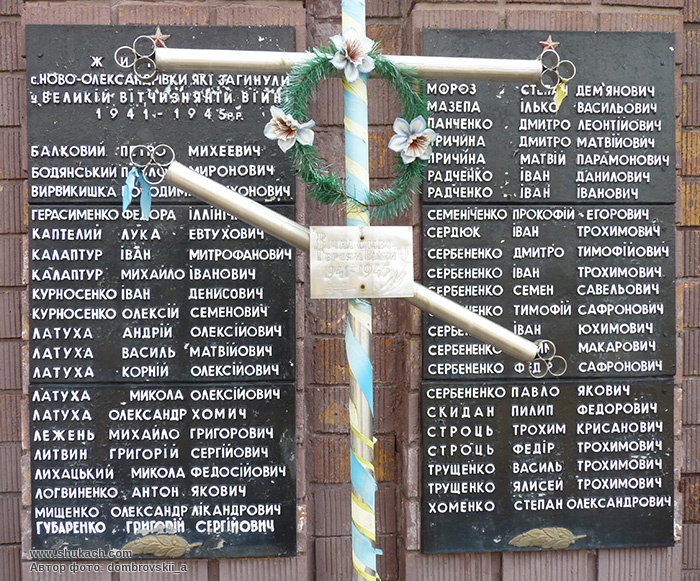 Ж
с.НОВО-ОЛЕКСАНДРІВКИ, ЯКІ ЗАГИНУЛИ
у ВЕЛИКІЙ ВІТЧИЗНЯНІЙ ВІЙНІ
1941-1945рр.
БАЛКОВИЙ ПЕТРО МИХЕЕВИЧ
БОДЯНСЬКИЙ МИРОНОВИЧ
ВИРВИКИШКА
ГЕРАСИМЕНКО ФЕДОРА ІЛЛІНІЧ
КАПТЕЛИЙ ЛУКА ЕВТУХОВИЧ
КАЛАПТУР ІВАН МИТРОФАНОВИЧ
КАЛАПТУР МИХАЙЛО ІВАНОВИЧ
КУРНОСЕНКО ІВАН ДЕНИСОВИЧ
КУРНОСЕНКО ОЛЕКСІЙ СЕМЕНОВИЧ
ЛАТУХА АНДРІЙ ОЛЕКСІЙОВИЧ
ЛАТУХА ВАСИЛЬ МАТВІЙОВИЧ
ЛАТУХА КОРНІЙ ОЛЕКСІЙОВИЧ
ЛАТУХА МИКОЛА ОЛЕКСІЙОВИЧ
ЛАТУХА ОЛЕКСАНДР ХОМИЧ
ЛЕЖЕНЬ МИХАЙЛО ГРИГОРОВИЧ
ЛИТВИН ГРИГОРІЙ СЕРГІЙОВИЧ
ЛИХАЦЬКИЙ МИКОЛА ФЕДОСІЙОВИЧ
ЛОГВИНЕНКО АНТОН ЯКОВИЧ
МИЩЕНКО ОЛЕКСАНДР ЛІКАНДРОВИЧ
ГУБАРЕНКО ГРИГОРІЙ СЕРГІЙОВИЧ
1941-1945
МОРОЗ СТЕПАН ДЕМ'ЯНОВИЧ
МАЗЕПА ІЛЬКО ВАСИЛЬОВИЧ
ПАНЧЕНКО ДМИТРО ЛЕОНТІЙОВИЧ
ПРИЧИНА ДМИТРО МАТВІЙОВИЧ
ПРИЧИНА МАТВІЙ ПАРАМОНОВИЧ
РАДЧЕНКО ІВАН ДАНИЛОВИЧ
РАДЧЕНКО ІВАН ІВАНОВИЧ
СЕМЕНІЧЕНКО ПРОКОФІЙ ЕГОРОВИЧ
СЕРДЮК ІВАН ТРОХИМОВИЧ
СЕРБЕНЕНКО ДМИТРО ТИМОФІЙОВИЧ
СЕРБЕНЕНКО ІВАН ТРОХИМОВИЧ
СЕРБЕНЕНКО СЕМЕН САВЕЛЬОВИЧ
СЕРБЕНЕНКО ТИМОФІЙ САФРОНОВИЧ
СЕРБЕНЕНКО ІВАН ЮХИМОВИЧ
СЕРБЕНЕНКО МАКАРОВИЧ
СЕРБЕНЕНКО САФРОНОВИЧ
СЕРБЕНЕНКО ПАВЛО ЯКОВИЧ
СКИДАН ПИЛИП ФЕДОРОВИЧ
СТРОЦЬ ТРОХИМ КРИСАНОВИЧ
СТРОЦЬ ФЕДІР ТРОХИМОВИЧ
ТРУЩЕНКО ВАСИЛЬ ТРОХИМОВИЧ
ТРУЩЕНКО ЯЛИСЕЙ ТРОХИМОВИЧ
ХОМЕНКО СТЕПАН ОЛЕКСАНДРОВИЧ
www.shukach.com
Автор фото: dombrovskii_a